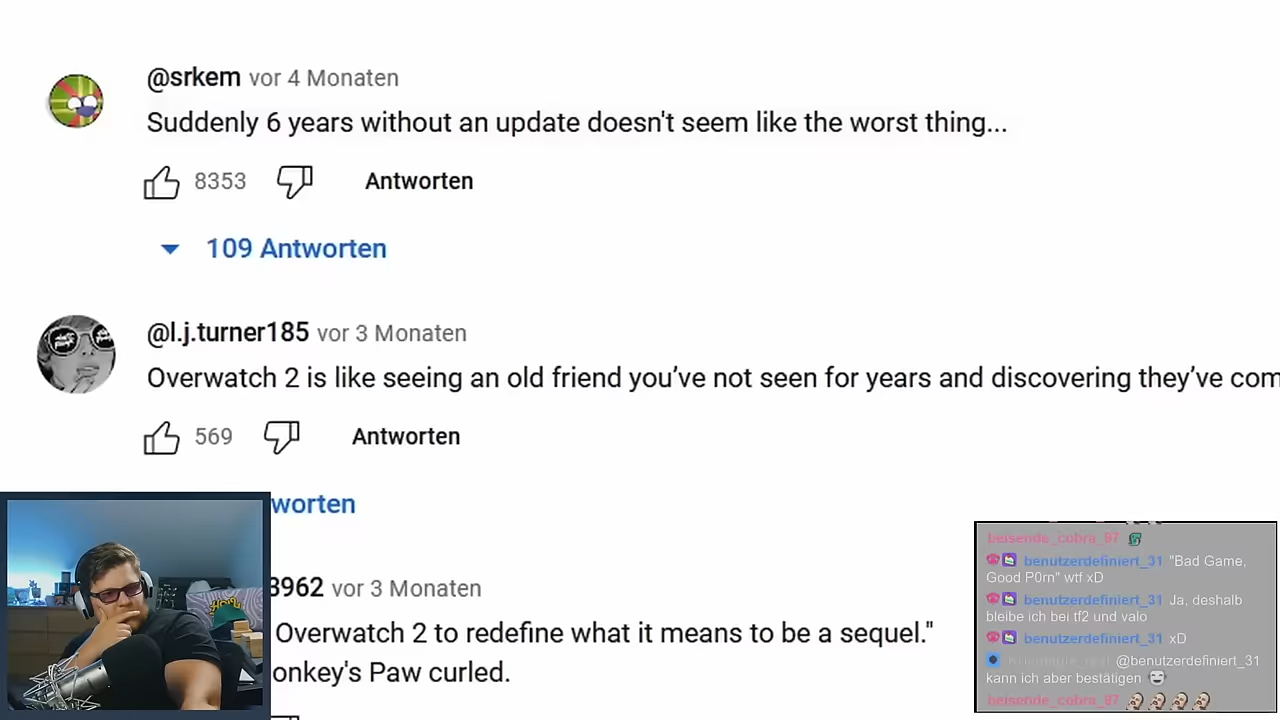 @srkem vor 4 Monaten
Suddenly 6 years without an update doesn't seem like the worst thing...
8353 Antworten
109 Antworten
@l.j.turner185 vor 3 Monaten
Overwatch 2 is like seeing an old friend you've not seen for years and discovering they've com
569 Antworten
worten
3962 vor 3 Monaten
Overwatch 2 to redefine what it means to be a sequel."
onkey's Paw curled.
beisende_cobra_97
benutzerdefiniert_31 "Bad Game,
Good P0rn" wtf xD
benutzerdefiniert_31 Ja, deshalb
bleibe ich bei tf2 und valo
benutzerdefiniert_31 xD
@benutzerdefiniert_31
kann ich aber bestätigen
beisende_cobra_97